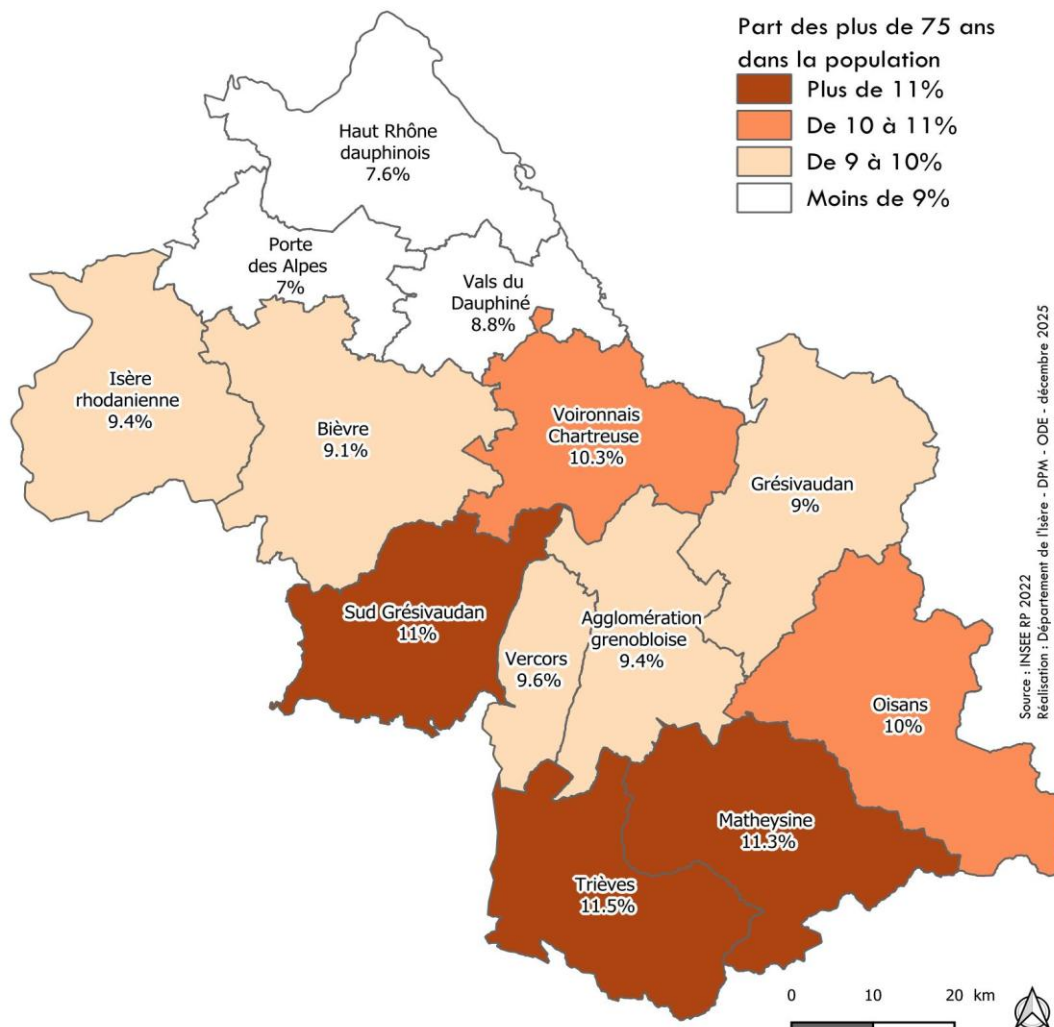 Part des plus de 75 ans
dans la population
Plus de 11%
De 10 à 11%
De 9 à 10%
Moins de 9%
Haut Rhône
dauphinois
7.6%
Porte
des Alpes
7%
Vals du
Dauphiné
8.8%
Isère
rhodanienne
9.4%
Bièvre
9.1%
Voironnais
Chartreuse
10.3%
Grésivaudan
9%
Sud Grésivaudan
11%
Vercors
9.6%
Agglomération
grenobloise
9.4%
Oisans
10%
Matheysine
11.3%
Trièves
11.5%
Source : INSEE RP 2022
Réalisation : Département de l'Isère - DPM - ODE - décembre 2025
0 10 20 km